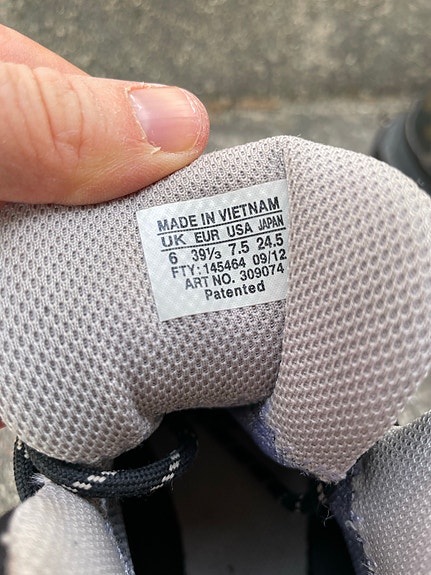 MADE IN VIETNAM
UK EUR USA JAPAN
6 39⅓ 7.5 24.5
FTY:145464 09/12
ART NO. 309074
Patented